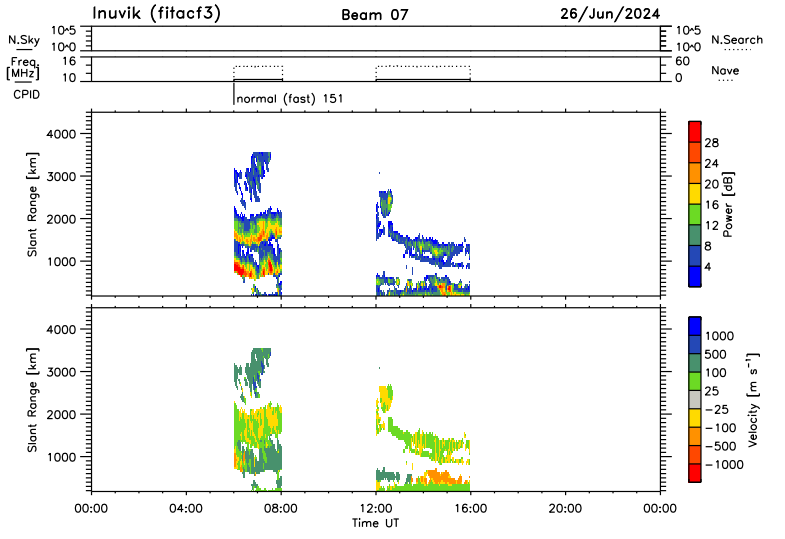 Inuvik (fitacf3) Beam 07 26/Jun/2024
N.Sky 10^5 10^0 10^5 10^0 N.Search
Freq. [MHz] 16 10 60 0 Nave
CPID normal (fast) 151
Slant Range [km] 4000 3000 2000 1000
28 24 20 16 12 8 4 Power [dB]
Slant Range [km] 4000 3000 2000 1000
1000 500 100 25 −25 −100 −500 −1000 Velocity [m s⁻¹]
00:00 04:00 08:00 12:00 16:00 20:00 00:00
Time UT